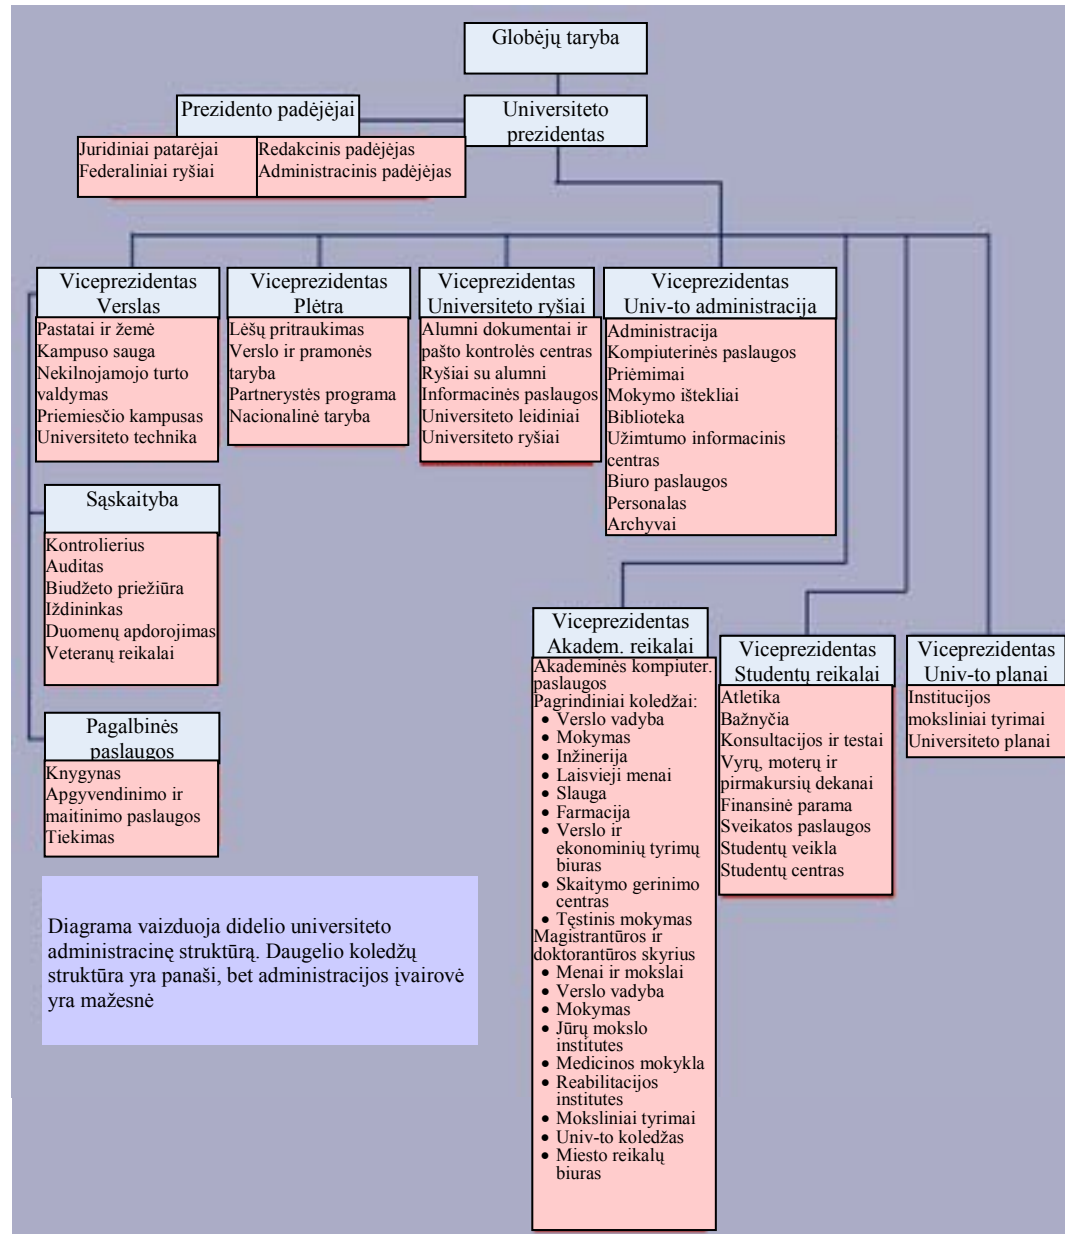 Globėjų taryba
Prezidento padėjėjai
Universiteto
prezidentas
Juridiniai patarėjai
Federaliniai ryšiai
Redakcinis padėjėjas
Administracinis padėjėjas
Viceprezidentas
Verslas
Pastatai ir žemė
Kampuso sauga
Nekilnojamojo turto
valdymas
Priemiesčio kampusas
Universiteto technika
Viceprezidentas
Plėtra
Lėšų pritraukimas
Verslo ir pramonės
taryba
Partnerystės programa
Nacionalinė taryba
Viceprezidentas
Universiteto ryšiai
Alumni dokumentai ir
pašto kontrolės centras
Ryšiai su alumni
Informacinės paslaugos
Universiteto leidiniai
Universiteto ryšiai
Viceprezidentas
Univ-to administracija
Administracija
Kompiuterinės paslaugos
Priėmimai
Mokymo ištekliai
Biblioteka
Užimtumo informacinis
centras
Biuro paslaugos
Personalas
Archyvai
Sąskaityba
Kontrolierius
Auditas
Biudžeto priežiūra
Iždininkas
Duomenų apdorojimas
Veteranų reikalai
Pagalbinės
paslaugos
Knygynas
Apgyvendinimo ir
maitinimo paslaugos
Tiekimas
Viceprezidentas
Akadem. reikalai
Akademinės kompiuter.
paslaugos
Pagrindiniai koledžai:
• Verslo vadyba
• Mokymas
• Inžinerija
• Laisvieji menai
• Slauga
• Farmacija
• Verslo ir
ekonominių tyrimų
biuras
• Skaitymo gerinimo
centras
• Tęstinis mokymas
Magistrantūros ir
doktorantūros skyrius
• Menai ir mokslai
• Verslo vadyba
• Mokymas
• Jūrų mokslo
institutes
• Medicinos mokykla
• Reabilitacijos
institutes
• Moksliniai tyrimai
• Univ-to koledžas
• Miesto reikalų
biuras
Viceprezidentas
Studentų reikalai
Atletika
Bažnyčia
Konsultacijos ir testai
Vyrų, moterų ir
pirmakursių dekanai
Finansinė parama
Sveikatos paslaugos
Studentų veikla
Studentų centras
Viceprezidentas
Univ-to planai
Institucijos
moksliniai tyrimai
Universiteto planai
Diagrama vaizduoja didelio universiteto
administracinę struktūrą. Daugelio koledžų
struktūra yra panaši, bet administracijos įvairovė
yra mažesnė